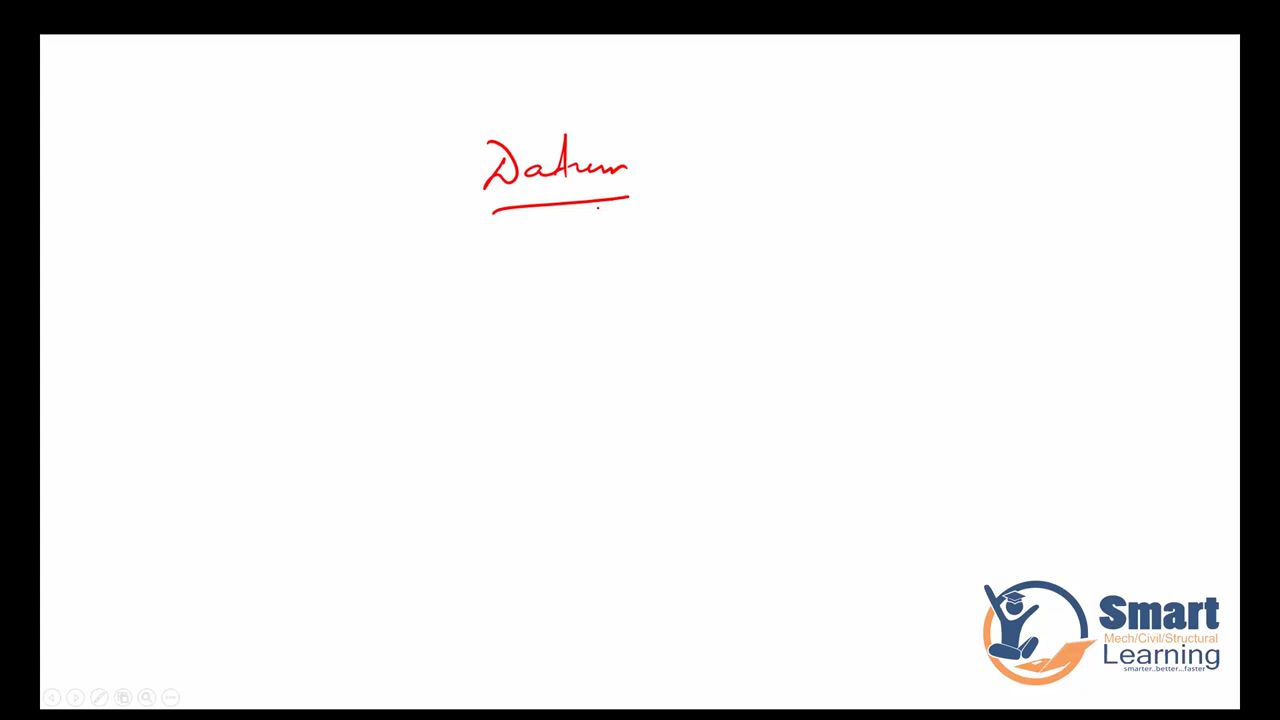 Datum
Smart
Mech/Civil/Structural
Learning
smarter..better...faster